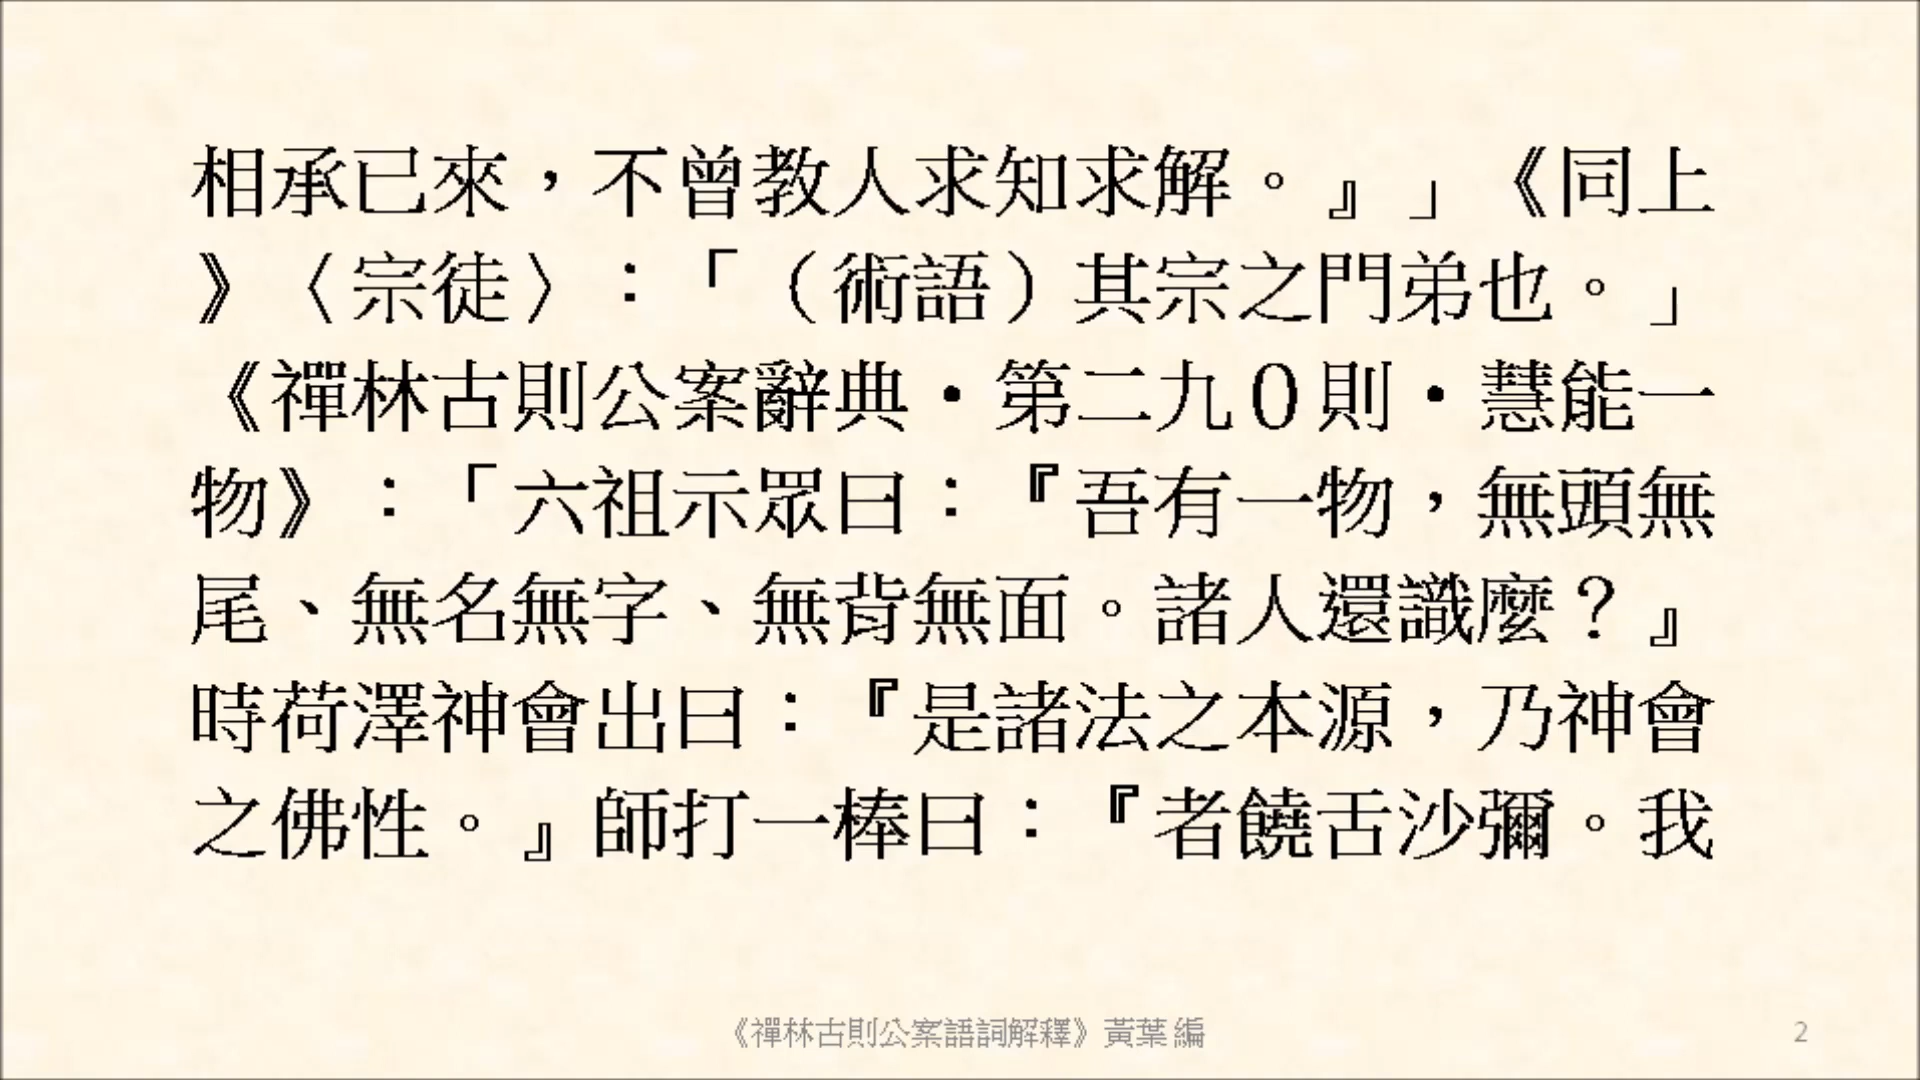 相承已來，不曾教人求知求解。』」《同上
》〈宗徒〉：「（術語）其宗之門弟也。」
《禪林古則公案辭典·第二九０則·慧能一
物》：「六祖示眾曰：『吾有一物，無頭無
尾、無名無字、無背無面。諸人還識麼？』
時荷澤神會出曰：『是諸法之本源，乃神會
之佛性。』師打一棒曰：『者饒舌沙彌。我
《禪林古則公案語詞解釋》黃葉 編
2